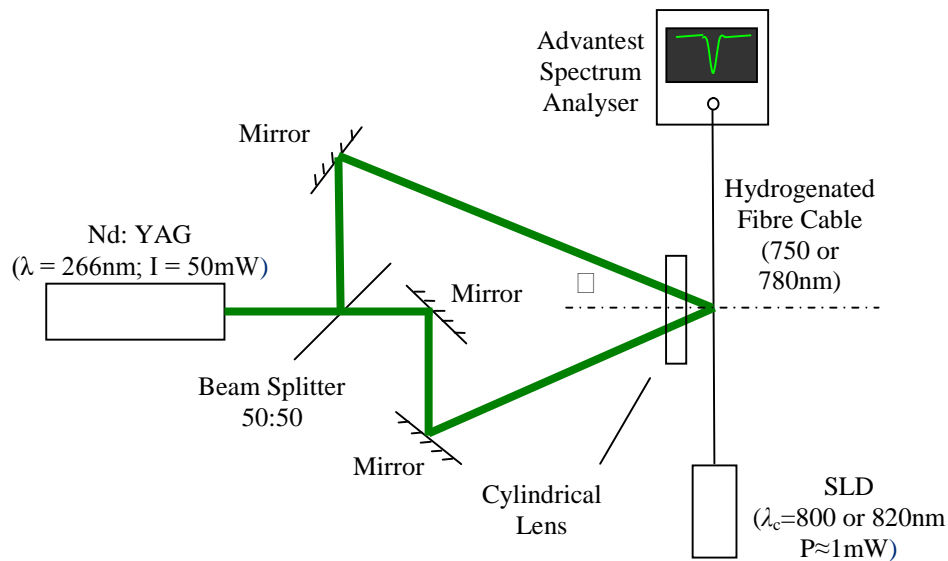 Advantest
Spectrum
Analyser
Mirror
Hydrogenated
Fibre Cable
(750 or
780nm)
Nd: YAG
(λ = 266nm; I = 50mW)
Mirror
Beam Splitter
50:50
Mirror
Cylindrical
Lens
SLD
(λc=800 or 820nm
P≈1mW)